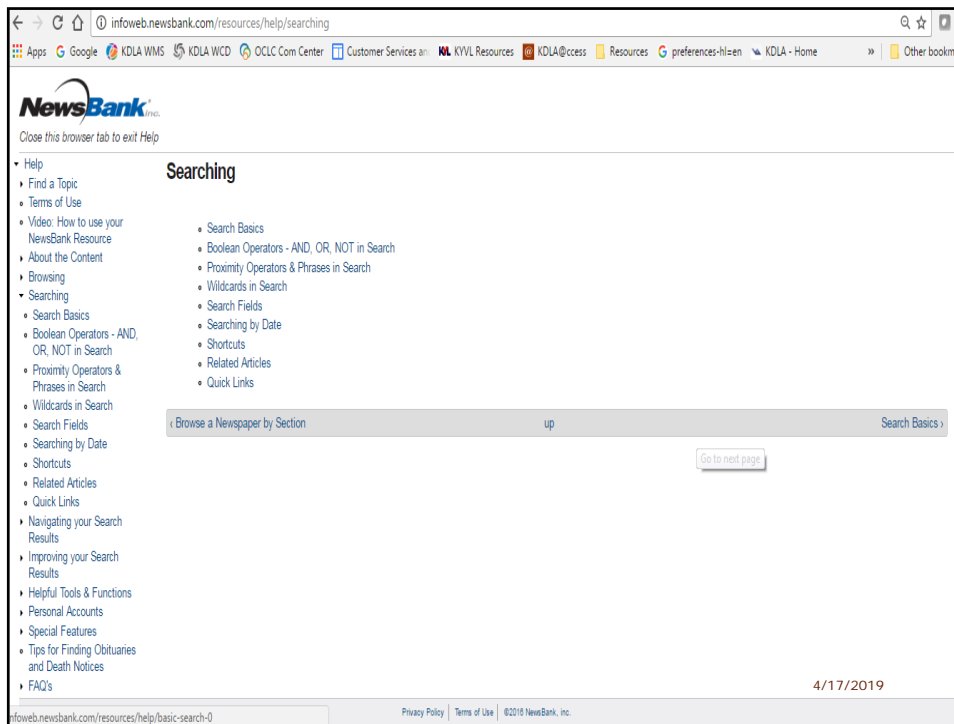 infoweb.newsbank.com/resources/help/searching
Apps Google KDLA WMS KDLA WCD OCLC Com Center Customer Services an KYVL Resources KDLA@ccess Resources preferences-hl=en KDLA - Home » Other bookm
NewsBank inc.
Close this browser tab to exit Help
Help
Find a Topic
Terms of Use
Video: How to use your
NewsBank Resource
About the Content
Browsing
Searching
Search Basics
Boolean Operators - AND,
OR, NOT in Search
Proximity Operators &
Phrases in Search
Wildcards in Search
Search Fields
Searching by Date
Shortcuts
Related Articles
Quick Links
Navigating your Search
Results
Improving your Search
Results
Helpful Tools & Functions
Personal Accounts
Special Features
Tips for Finding Obituaries
and Death Notices
FAQ's
Searching
Search Basics
Boolean Operators - AND, OR, NOT in Search
Proximity Operators & Phrases in Search
Wildcards in Search
Search Fields
Searching by Date
Shortcuts
Related Articles
Quick Links
‹ Browse a Newspaper by Section up Search Basics ›
Go to next page
4/17/2019
nfoweb.newsbank.com/resources/help/basic-search-0
Privacy Policy | Terms of Use | ©2016 NewsBank, inc.